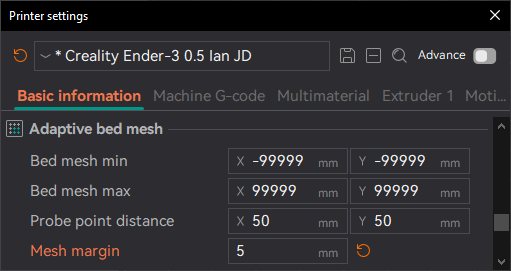 Printer settings
* Creality Ender-3 0.5 Ian JD
Advance
Basic information Machine G-code Multimaterial Extruder 1 Moti...
Adaptive bed mesh
Bed mesh min X -99999 mm Y -99999 mm
Bed mesh max X 99999 mm Y 99999 mm
Probe point distance X 50 mm Y 50 mm
Mesh margin 5 mm